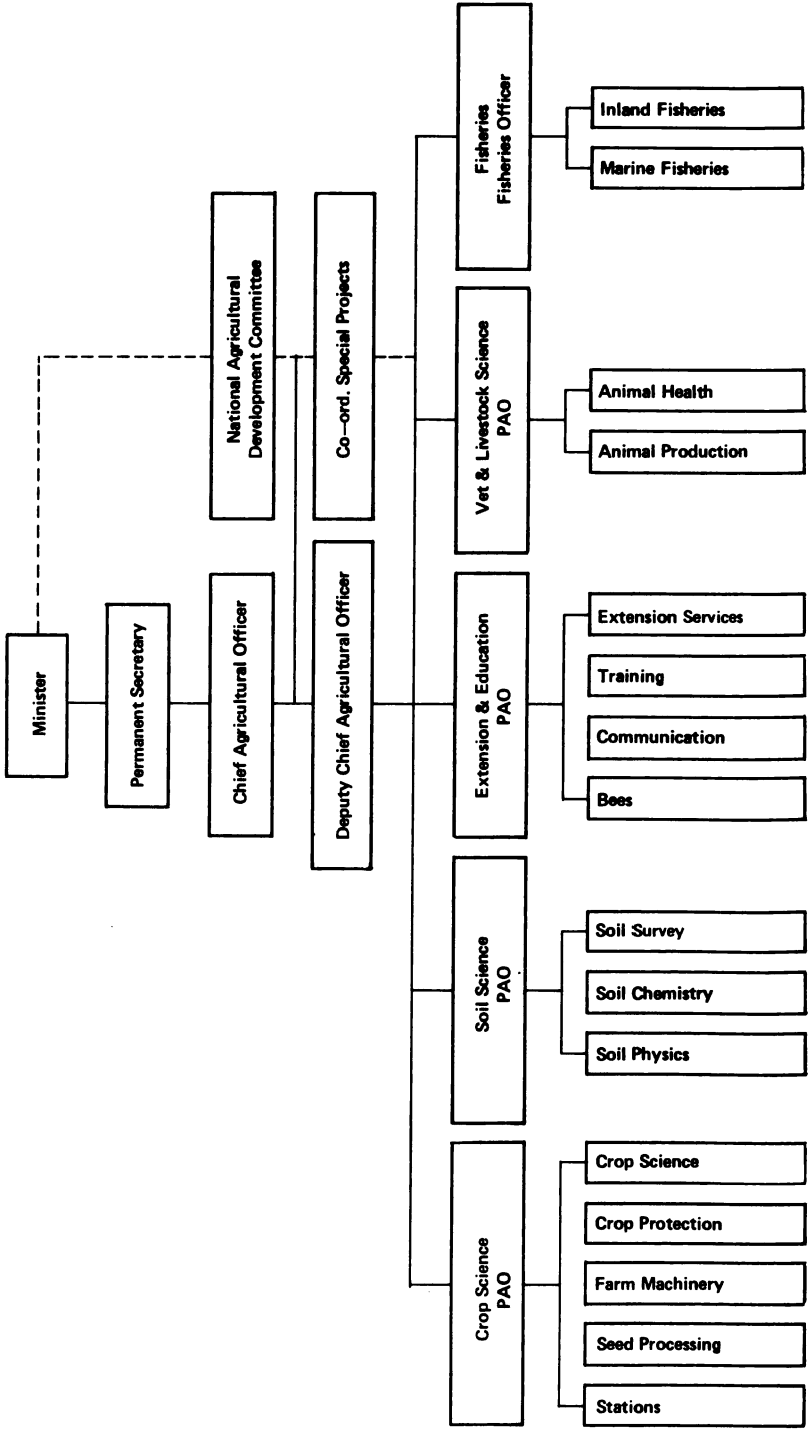 Minister
Permanent Secretary
Chief Agricultural Officer
National Agricultural
Development Committee
Deputy Chief Agricultural Officer
Co—ord. Special Projects
Crop Science
PAO
Soil Science
PAO
Extension & Education
PAO
Vet & Livestock Science
PAO
Fisheries
Fisheries Officer
Stations
Seed Processing
Farm Machinery
Crop Protection
Crop Science
Soil Physics
Soil Chemistry
Soil Survey
Bees
Communication
Training
Extension Services
Animal Production
Animal Health
Marine Fisheries
Inland Fisheries